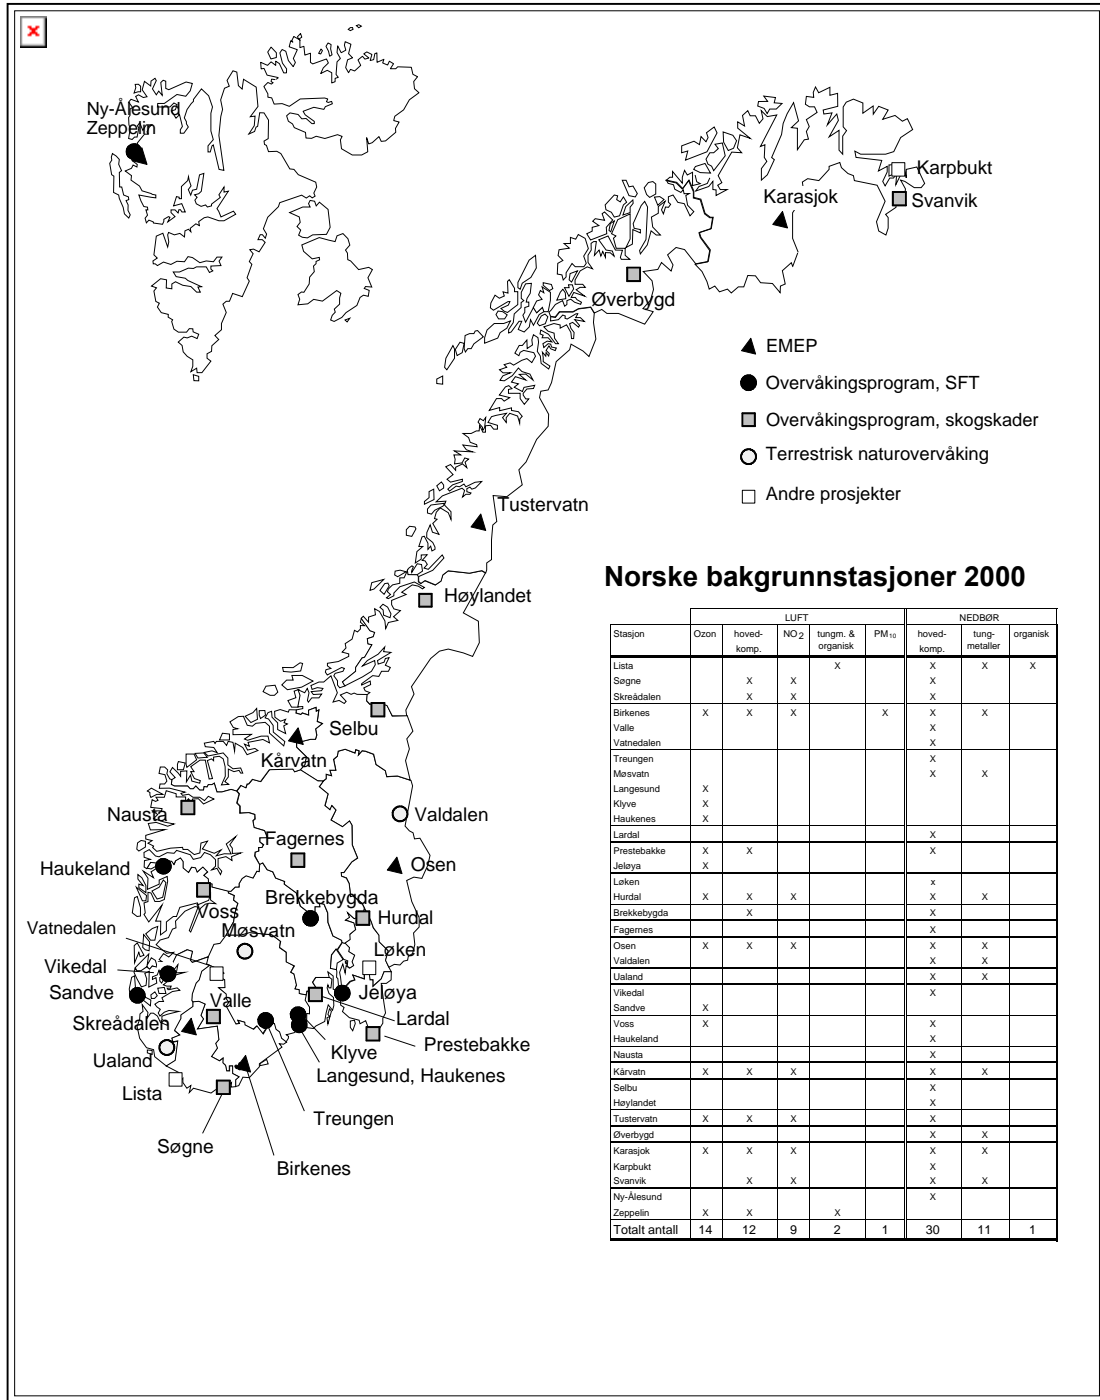 Ny-Ålesund
Zeppelin
Karpbukt
Karasjok
Svanvik
Øverbygd
EMEP
Overvåkingsprogram, SFT
Overvåkingsprogram, skogskader
Terrestrisk naturovervåking
Andre prosjekter
Tustervatn
Høylandet
Selbu
Kårvatn
Nausta
Valdalen
Fagernes
Haukeland
Osen
Brekkebygda
Voss
Hurdal
Møsvatn
Vatnedalen
Løken
Vikedal
Sandve
Jeløya
Valle
Lardal
Skreådalen
Klyve
Prestebakke
Ualand
Langesund, Haukenes
Lista
Treungen
Søgne
Birkenes
Norske bakgrunnstasjoner 2000
LUFT NEDBØR
Stasjon Ozon hoved- NO2 tungm. & PM10 hoved- tung- organisk
komp. organisk komp. metaller
Lista X X X X
Søgne X X X
Skreådalen X X X
Birkenes X X X X X X
Valle X
Vatnedalen X
Treungen X
Møsvatn X X
Langesund X
Klyve X
Haukenes X
Lardal X
Prestebakke X X X
Jeløya X
Løken x
Hurdal X X X X X
Brekkebygda X X
Fagernes X
Osen X X X X X
Valdalen X X
Ualand X X
Vikedal X
Sandve X
Voss X X
Haukeland X
Nausta X
Kårvatn X X X X X
Selbu X
Høylandet X
Tustervatn X X X X
Øverbygd X X
Karasjok X X X X X
Karpbukt X
Svanvik X X X X
Ny-Ålesund X
Zeppelin X X X
Totalt antall 14 12 9 2 1 30 11 1